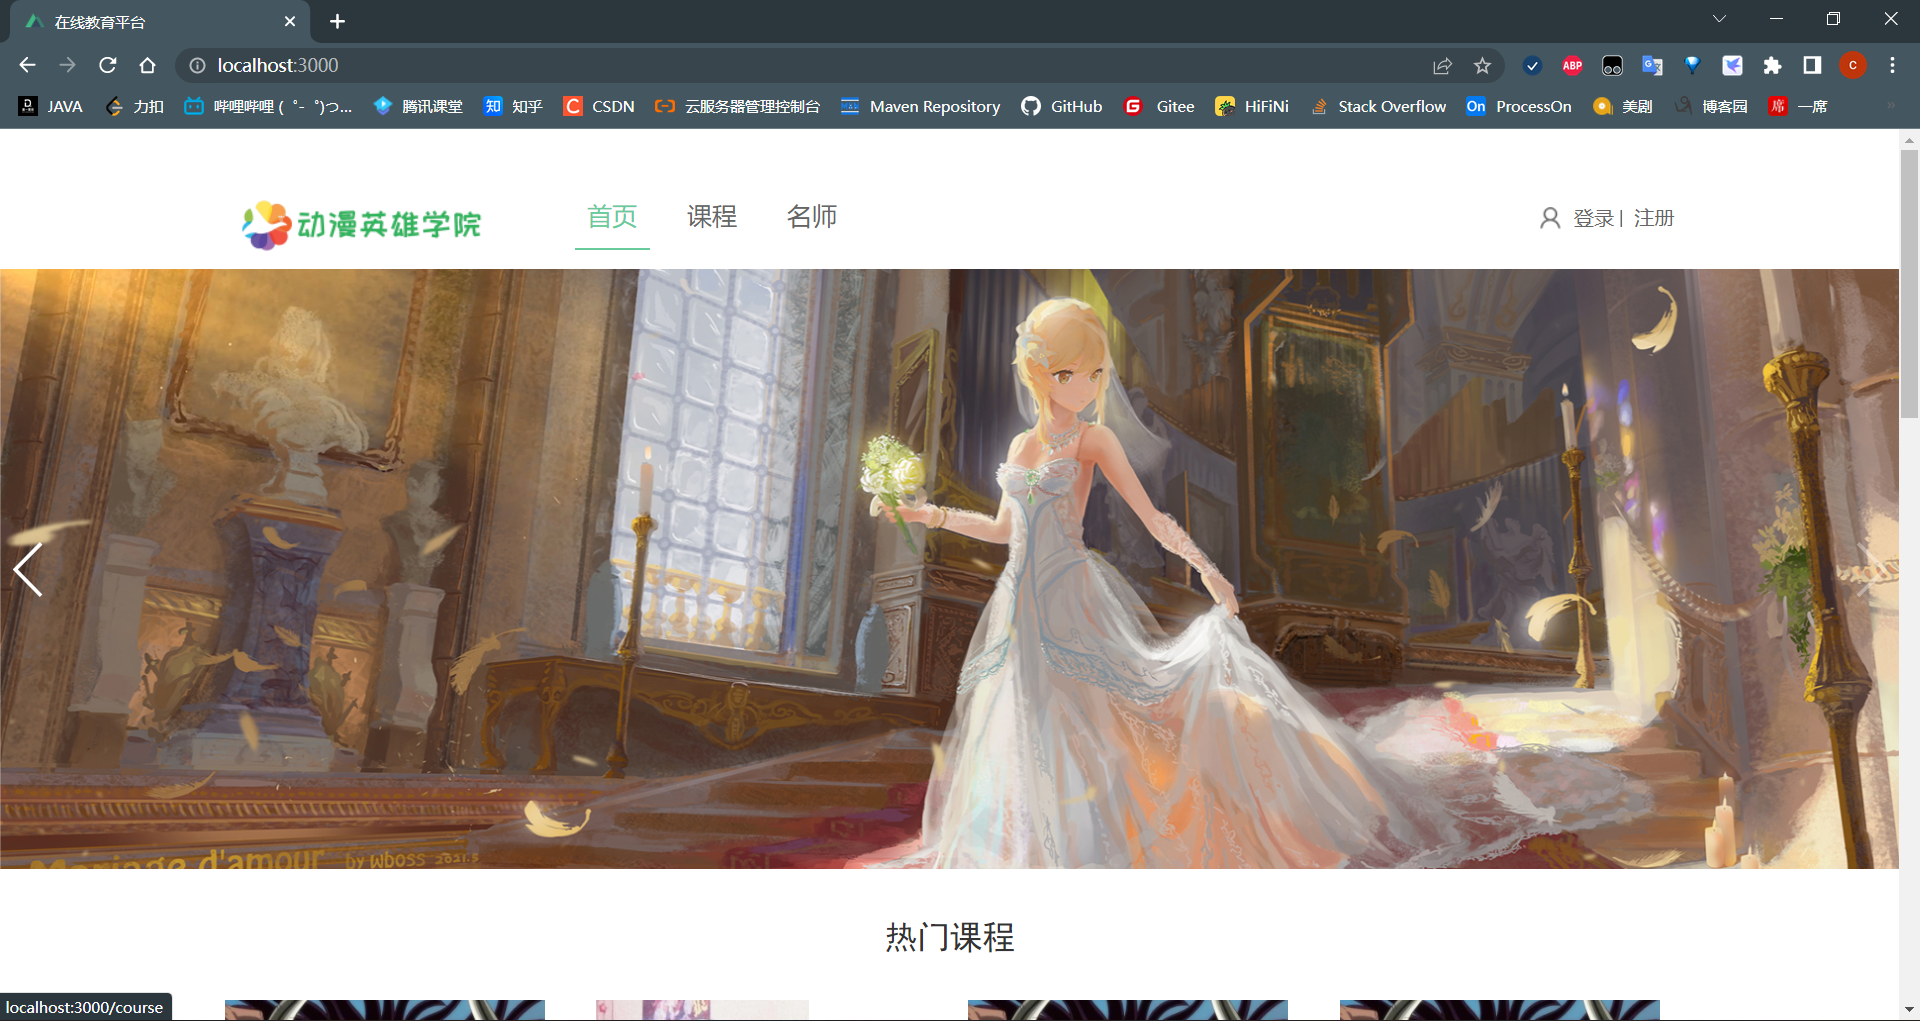 在线教育平台
localhost:3000
JAVA 力扣 哔哩哔哩 (゜-゜)つ... 腾讯课堂 知 知乎 C CSDN 云服务器管理控制台 Maven Repository GitHub G Gitee HiFiNi Stack Overflow On ProcessOn 美剧 博客园 席 一席
ABP
C
动漫英雄学院 首页 课程 名师 登录 | 注册
Mariage d'amour by wboss 2021.5
热门课程
localhost:3000/course